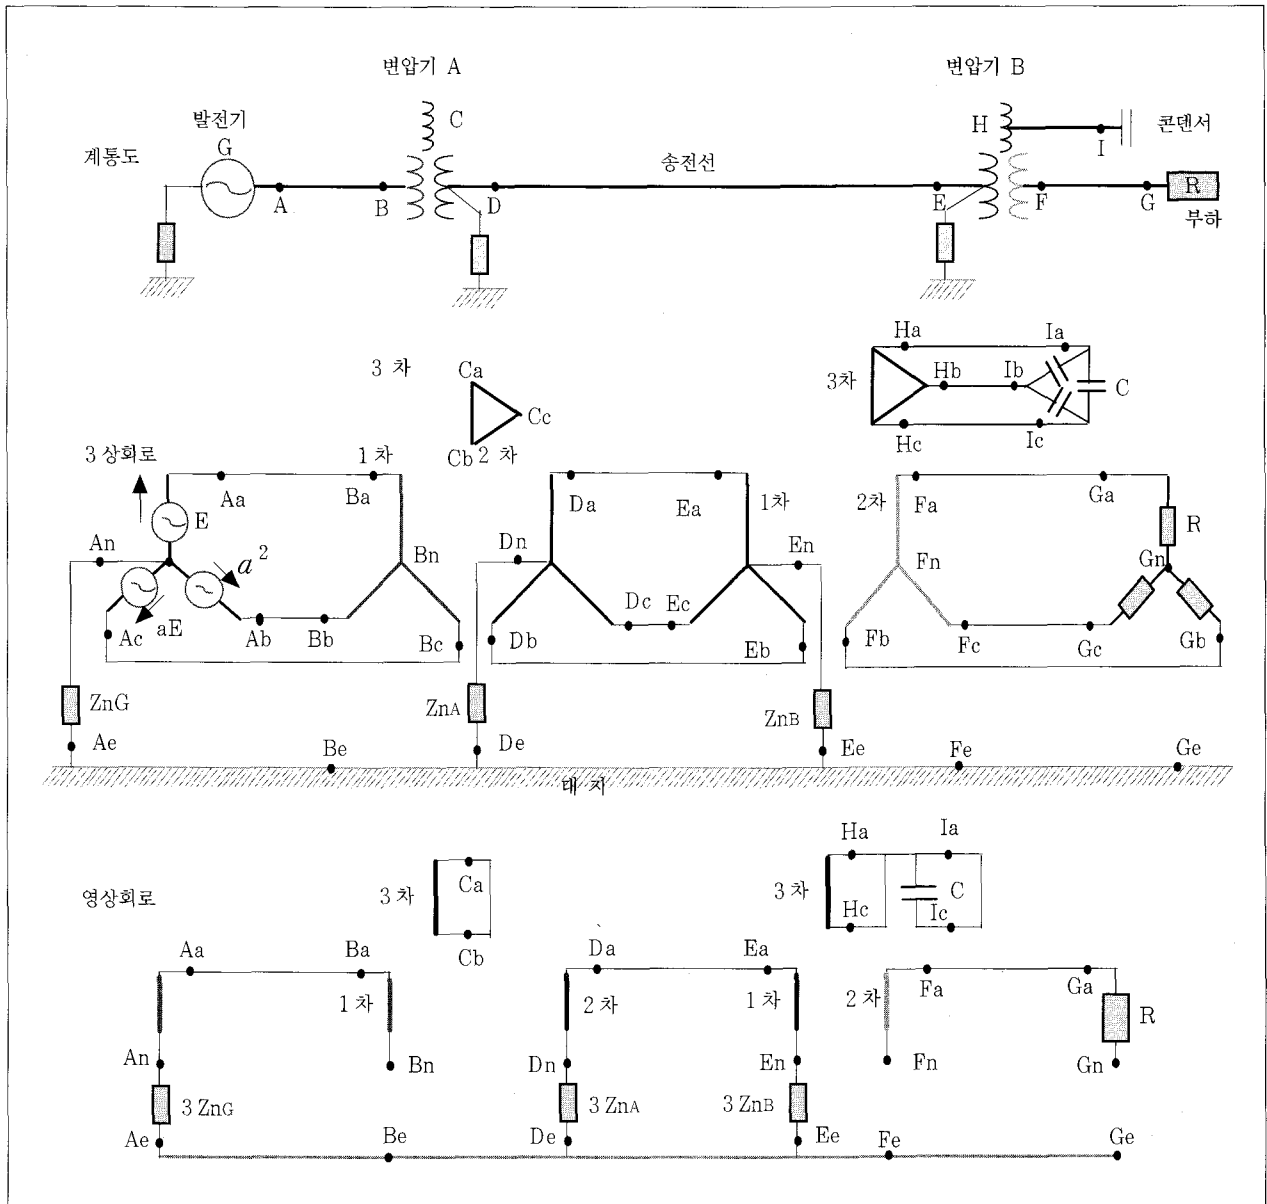 변압기 A
변압기 B
발전기
G
C
H
콘덴서
I
계통도
송전선
A
B
D
E
F
G
R
부하
3 차
Ca
Cc
Cb
2 차
Ha
Ia
3차
Hb
Ib
C
Hc
Ic
3상회로
1차
Aa
Ba
Da
Ea
1차
2차
Fa
Ga
E
R
An
a 2
Bn
Dn
En
Fn
Gn
aE
Ac
Ab
Bb
Bc
Db
Dc
Ec
Eb
Fb
Fc
Gc
Gb
ZnG
ZnA
ZnB
Ae
Be
De
Ee
Fe
Ge
대 지
영상회로
3 차
Ca
Cb
Ha
Ia
3 차
C
Hc
Ic
Aa
Ba
1차
Da
Ea
2 차
1 차
2 차
Fa
Ga
R
An
Bn
Dn
En
Fn
Gn
3 ZnG
3 ZnA
3 ZnB
Ae
Be
De
Ee
Fe
Ge